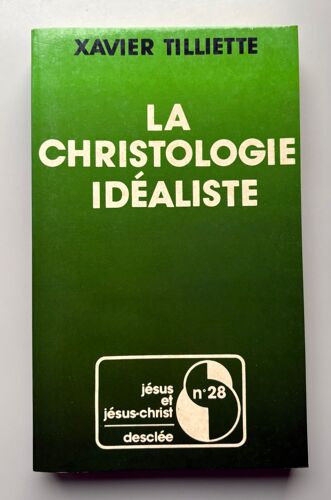 XAVIER TILLIETTE
LA
CHRISTOLOGIE
IDÉALISTE
jésus
et
jésus-christ
n°28
desclée